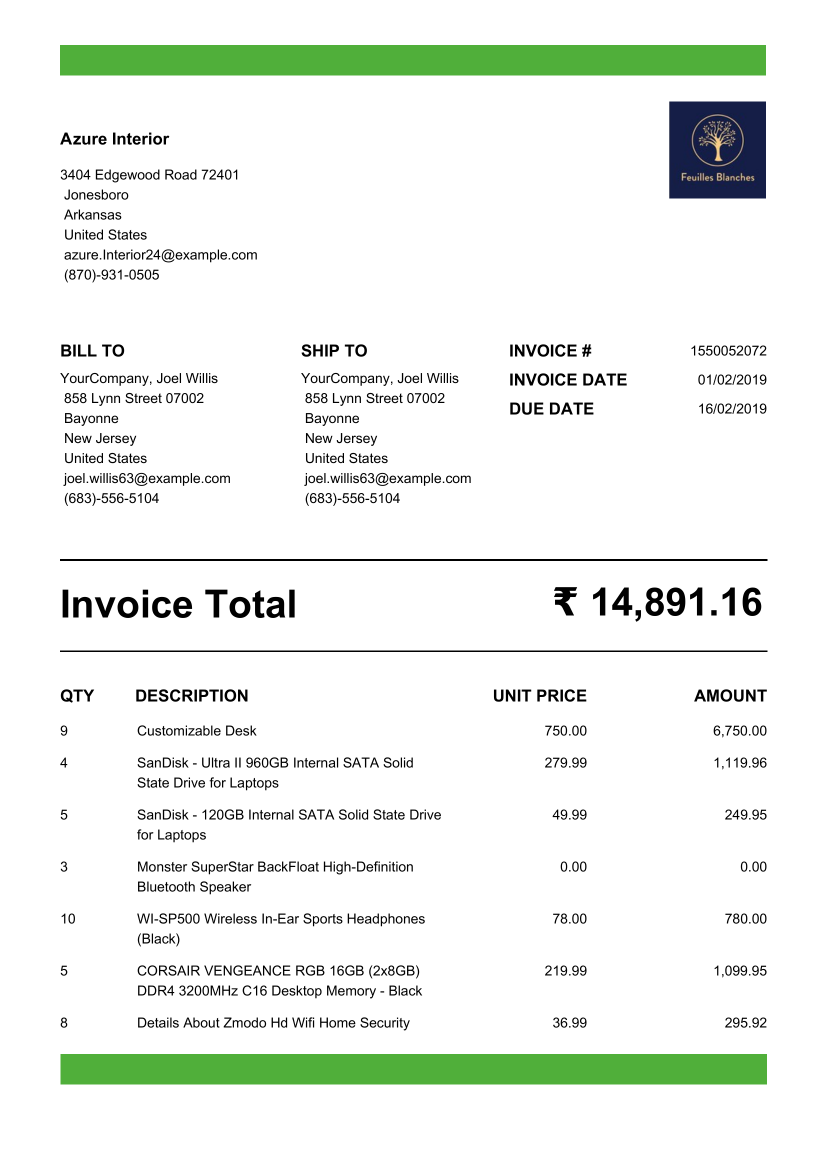 Feuilles Blanches
Azure Interior
3404 Edgewood Road 72401
Jonesboro
Arkansas
United States
azure.Interior24@example.com
(870)-931-0505
BILL TO
YourCompany, Joel Willis
858 Lynn Street 07002
Bayonne
New Jersey
United States
joel.willis63@example.com
(683)-556-5104
SHIP TO
YourCompany, Joel Willis
858 Lynn Street 07002
Bayonne
New Jersey
United States
joel.willis63@example.com
(683)-556-5104
INVOICE # 1550052072
INVOICE DATE 01/02/2019
DUE DATE 16/02/2019
Invoice Total ₹ 14,891.16
QTY DESCRIPTION UNIT PRICE AMOUNT
9 Customizable Desk 750.00 6,750.00
4 SanDisk - Ultra II 960GB Internal SATA Solid 279.99 1,119.96
State Drive for Laptops
5 SanDisk - 120GB Internal SATA Solid State Drive 49.99 249.95
for Laptops
3 Monster SuperStar BackFloat High-Definition 0.00 0.00
Bluetooth Speaker
10 WI-SP500 Wireless In-Ear Sports Headphones 78.00 780.00
(Black)
5 CORSAIR VENGEANCE RGB 16GB (2x8GB) 219.99 1,099.95
DDR4 3200MHz C16 Desktop Memory - Black
8 Details About Zmodo Hd Wifi Home Security 36.99 295.92